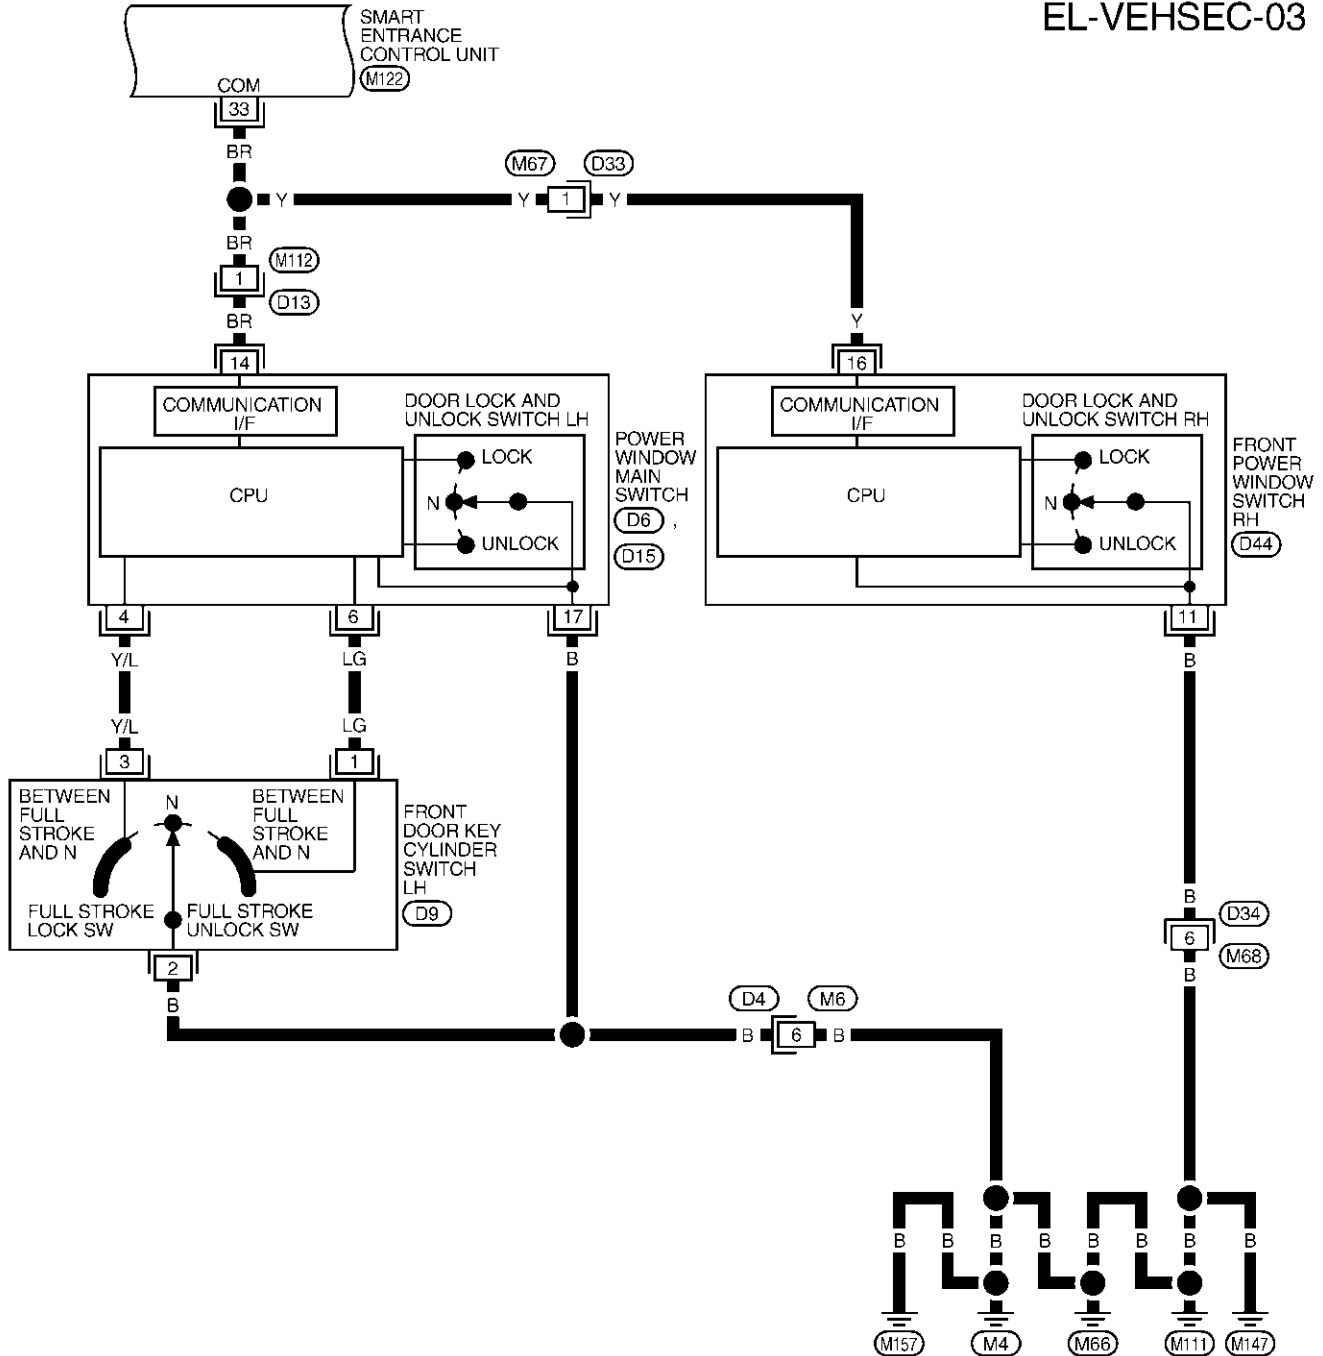 EL-VEHSEC-03
SMART
ENTRANCE
CONTROL UNIT
M122
COM
33
BR
M67
D33
Y
Y
1
Y
BR
M112
1
D13
BR
Y
14
16
COMMUNICATION
I/F
DOOR LOCK AND
UNLOCK SWITCH LH
LOCK
CPU
N
UNLOCK
POWER
WINDOW
MAIN
SWITCH
D6 ,
D15
COMMUNICATION
I/F
DOOR LOCK AND
UNLOCK SWITCH RH
LOCK
CPU
N
UNLOCK
FRONT
POWER
WINDOW
SWITCH
RH
D44
4
6
17
11
Y/L
LG
B
B
Y/L
LG
3
1
BETWEEN
FULL
STROKE
AND N
N
BETWEEN
FULL
STROKE
AND N
FULL STROKE
LOCK SW
FULL STROKE
UNLOCK SW
FRONT
DOOR KEY
CYLINDER
SWITCH
LH
D9
2
B
B
D34
6
M68
B
D4
M6
B
6
B
B
B
B
B
B
B
B
B
M157
M4
M66
M111
M147